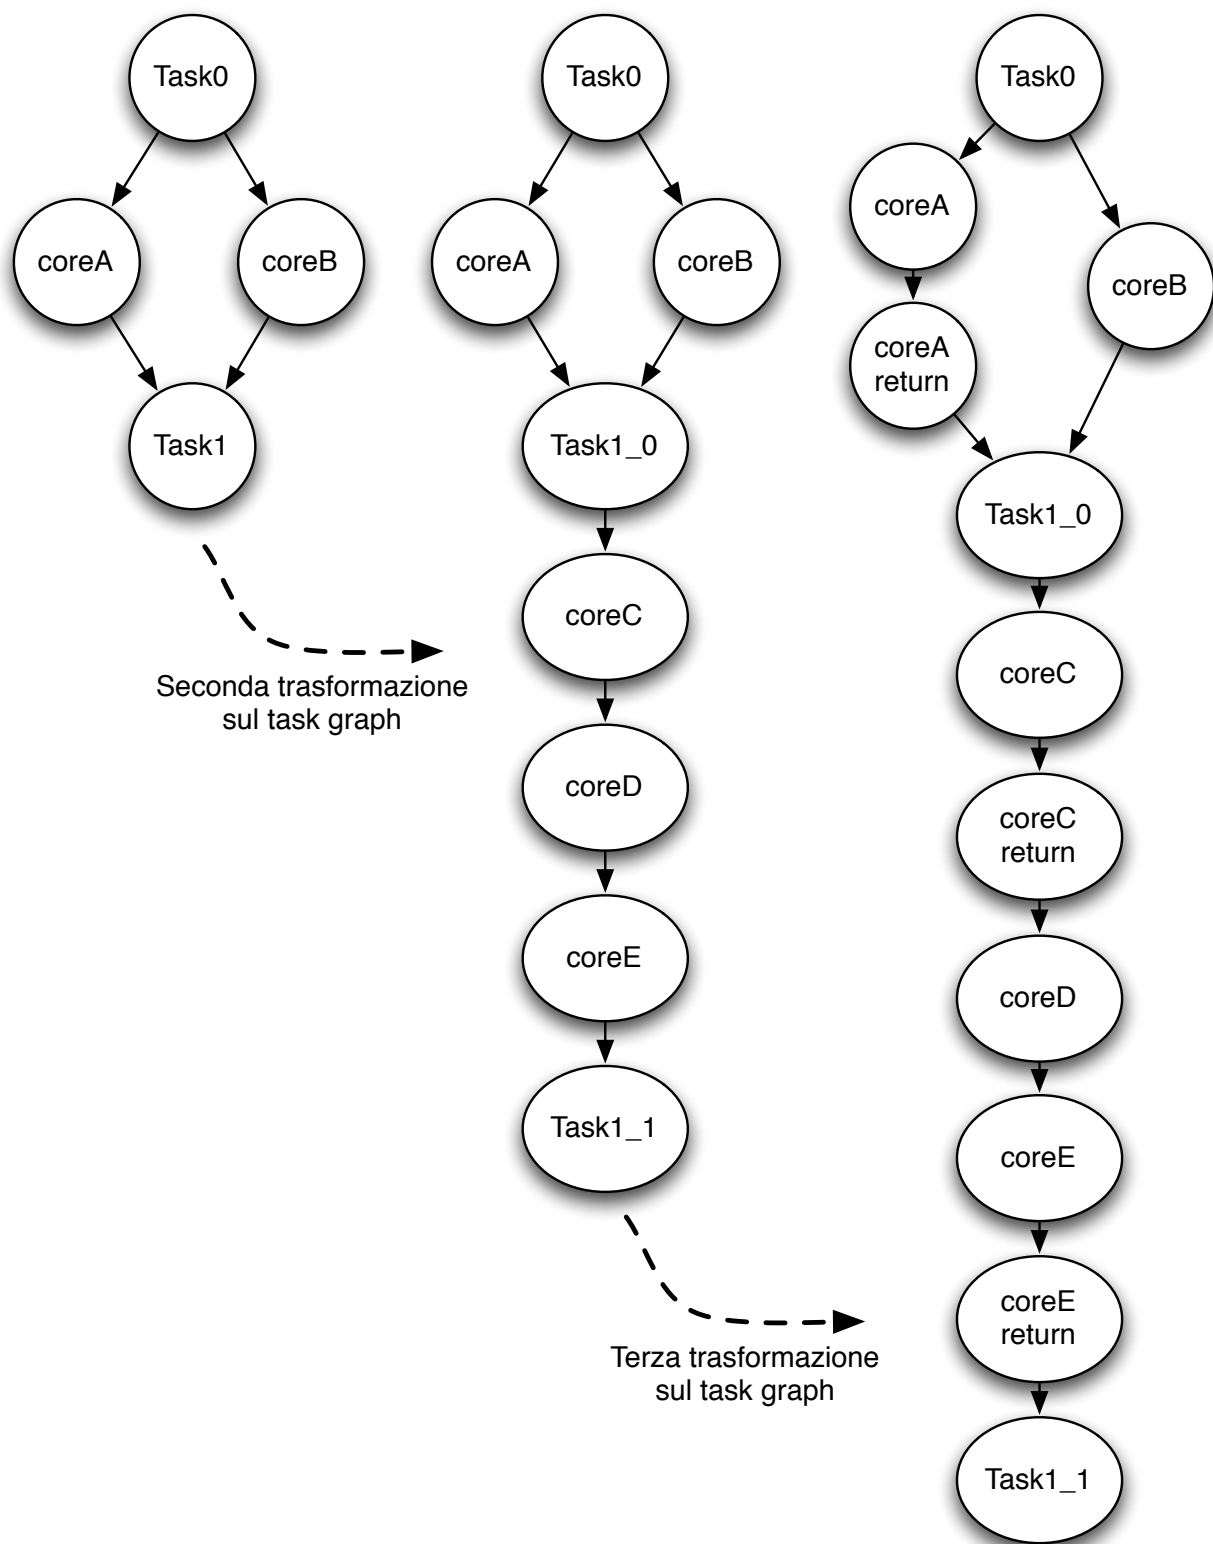 Task0
coreA
coreB
Task1
Seconda trasformazione
sul task graph
Task0
coreA
coreB
Task1_0
coreC
coreD
coreE
Task1_1
Terza trasformazione
sul task graph
Task0
coreA
coreB
coreA
return
Task1_0
coreC
coreC
return
coreD
coreE
coreE
return
Task1_1